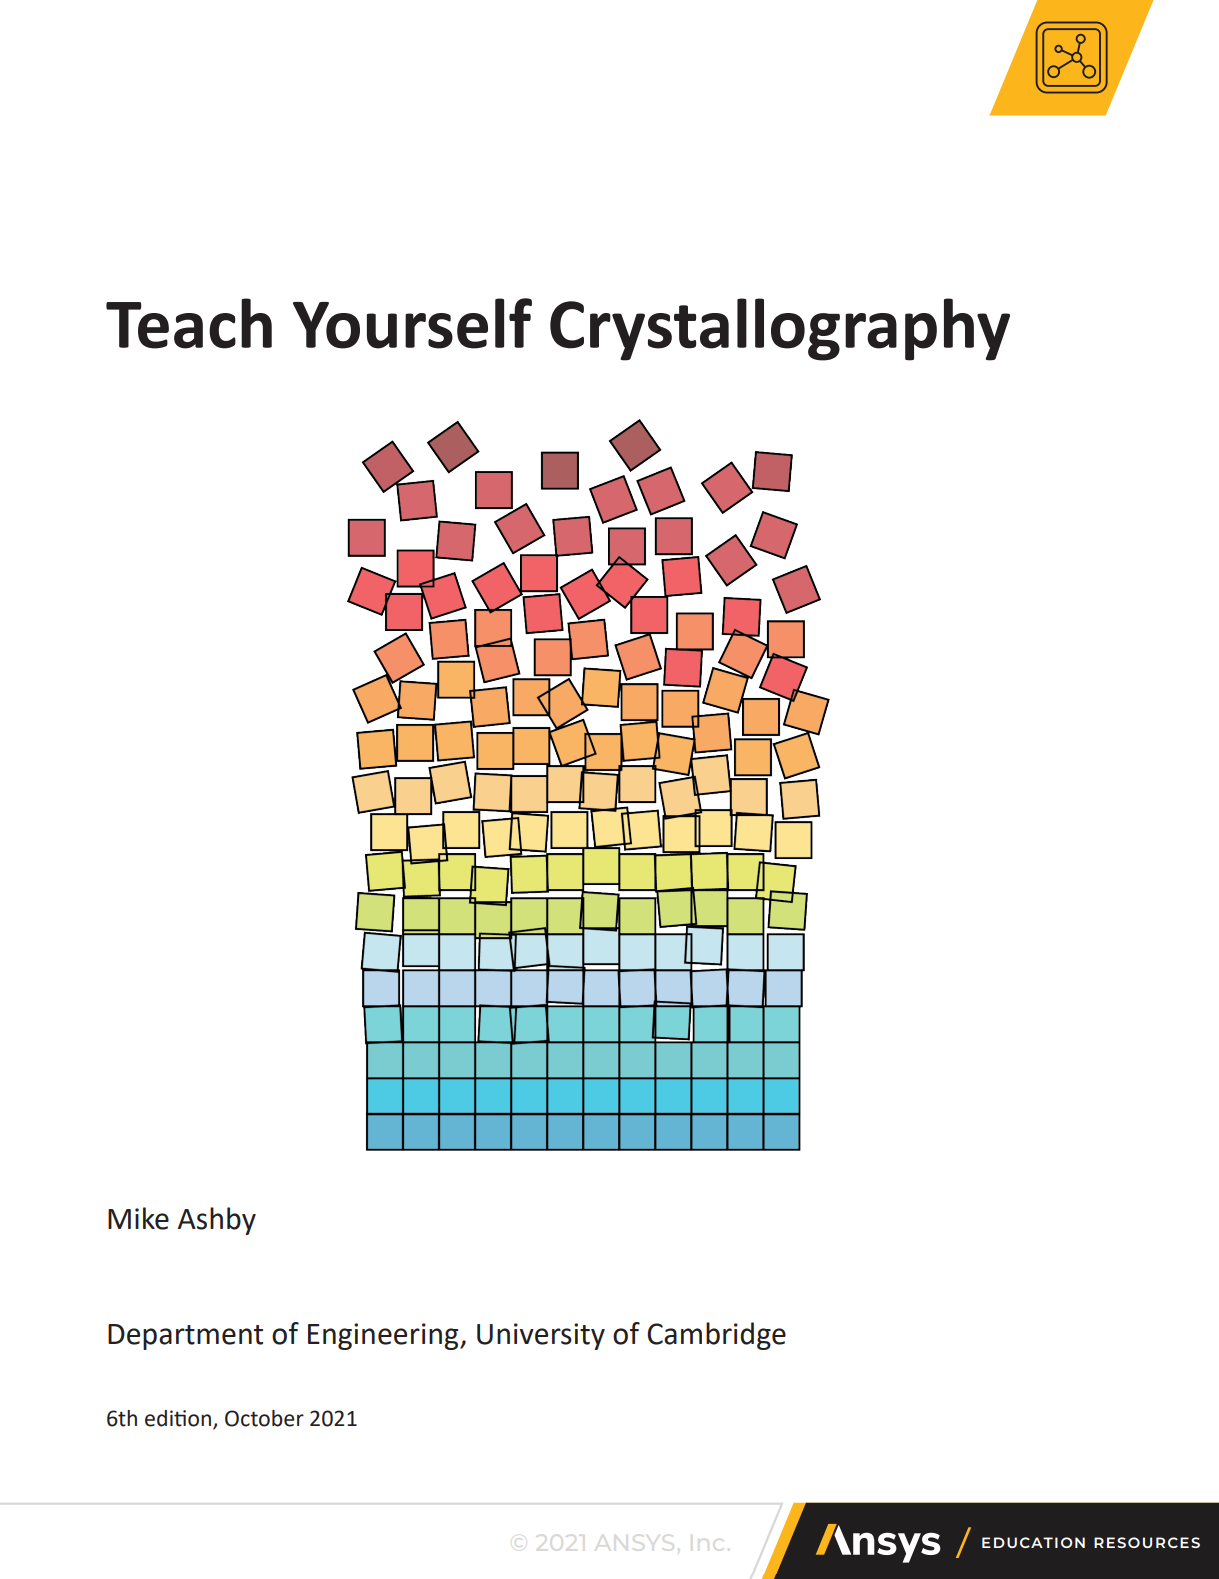 Teach Yourself Crystallography
Mike Ashby
Department of Engineering, University of Cambridge
6th edition, October 2021
© 2021 ANSYS, Inc.
Ansys / EDUCATION RESOURCES